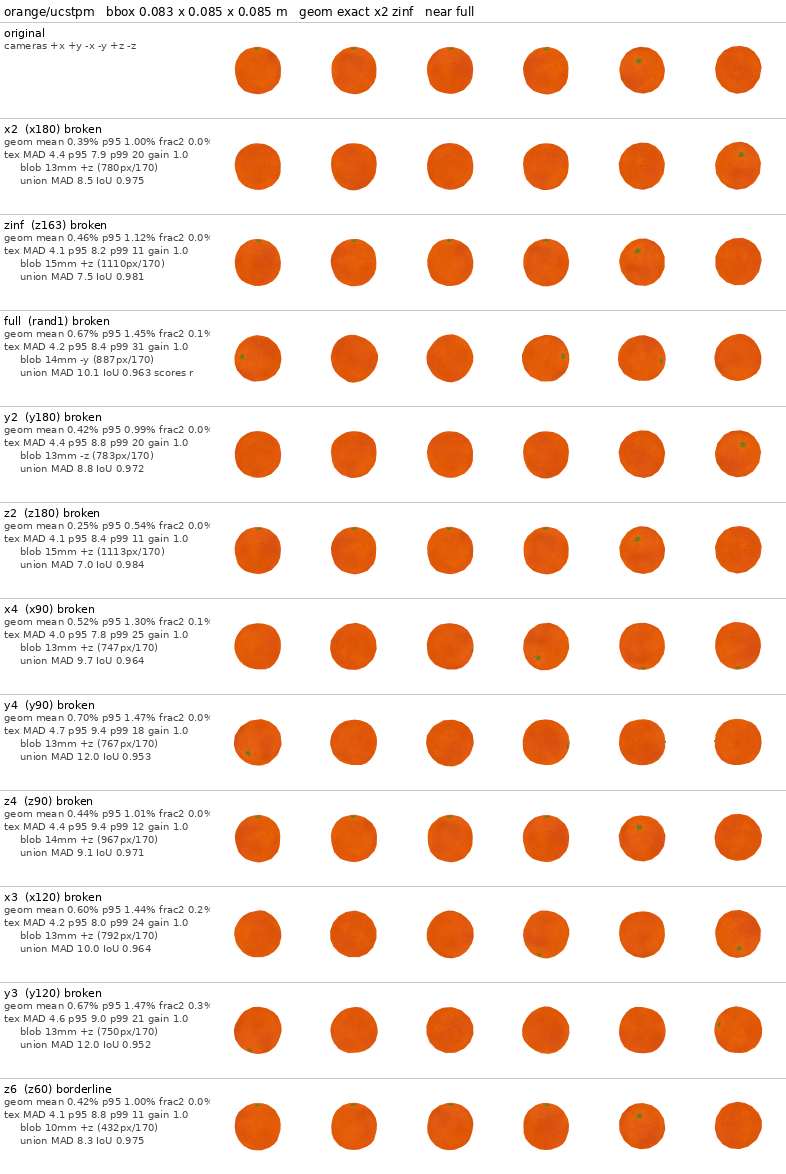 orange/ucstpm   bbox 0.083 x 0.085 x 0.085 m   geom exact x2 zinf   near full
original
cameras +x +y -x -y +z -z
x2  (x180) broken
geom mean 0.39% p95 1.00% frac2 0.0%
tex MAD 4.4 p95 7.9 p99 20 gain 1.0
blob 13mm +z (780px/170)
union MAD 8.5 IoU 0.975
zinf  (z163) broken
geom mean 0.46% p95 1.12% frac2 0.0%
tex MAD 4.1 p95 8.2 p99 11 gain 1.0
blob 15mm +z (1110px/170)
union MAD 7.5 IoU 0.981
full  (rand1) broken
geom mean 0.67% p95 1.45% frac2 0.1%
tex MAD 4.2 p95 8.4 p99 31 gain 1.0
blob 14mm -y (887px/170)
union MAD 10.1 IoU 0.963 scores r
y2  (y180) broken
geom mean 0.42% p95 0.99% frac2 0.0%
tex MAD 4.4 p95 8.8 p99 20 gain 1.0
blob 13mm -z (783px/170)
union MAD 8.8 IoU 0.972
z2  (z180) broken
geom mean 0.25% p95 0.54% frac2 0.0%
tex MAD 4.1 p95 8.4 p99 11 gain 1.0
blob 15mm +z (1113px/170)
union MAD 7.0 IoU 0.984
x4  (x90) broken
geom mean 0.52% p95 1.30% frac2 0.1%
tex MAD 4.0 p95 7.8 p99 25 gain 1.0
blob 13mm +z (747px/170)
union MAD 9.7 IoU 0.964
y4  (y90) broken
geom mean 0.70% p95 1.47% frac2 0.0%
tex MAD 4.7 p95 9.4 p99 18 gain 1.0
blob 13mm +z (767px/170)
union MAD 12.0 IoU 0.953
z4  (z90) broken
geom mean 0.44% p95 1.01% frac2 0.0%
tex MAD 4.4 p95 9.4 p99 12 gain 1.0
blob 14mm +z (967px/170)
union MAD 9.1 IoU 0.971
x3  (x120) broken
geom mean 0.60% p95 1.44% frac2 0.2%
tex MAD 4.2 p95 8.0 p99 24 gain 1.0
blob 13mm +z (792px/170)
union MAD 10.0 IoU 0.964
y3  (y120) broken
geom mean 0.67% p95 1.47% frac2 0.3%
tex MAD 4.6 p95 9.0 p99 21 gain 1.0
blob 13mm +z (750px/170)
union MAD 12.0 IoU 0.952
z6  (z60) borderline
geom mean 0.42% p95 1.00% frac2 0.0%
tex MAD 4.1 p95 8.8 p99 11 gain 1.0
blob 10mm +z (432px/170)
union MAD 8.3 IoU 0.975